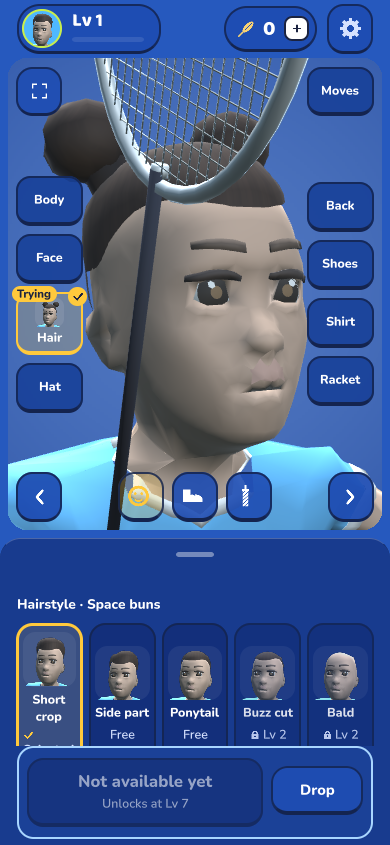 Lv 1
0
Moves
Body
Back
Face
Shoes
Trying
Hair
Shirt
Hat
Racket
Hairstyle · Space buns
Short crop
Side part
Free
Ponytail
Free
Buzz cut
Lv 2
Bald
Lv 2
Not available yet
Unlocks at Lv 7
Drop